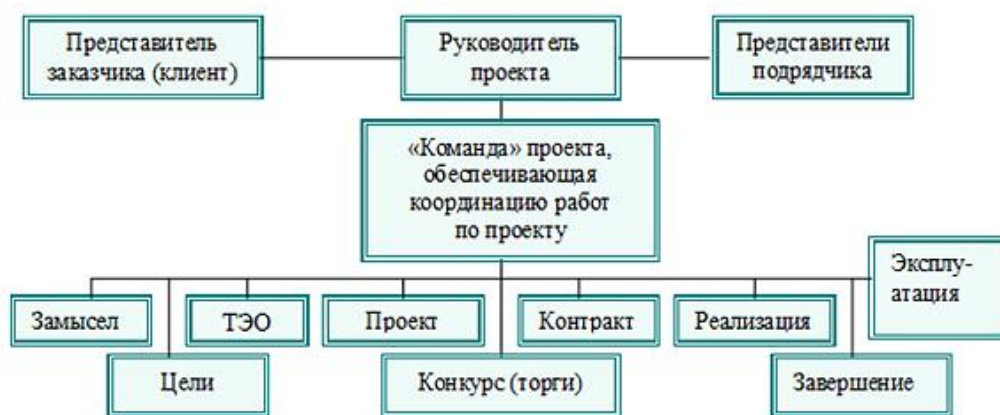 Представитель
заказчика (клиент)
Руководитель
проекта
Представители
подрядчика
«Команда» проекта,
обеспечивающая
координацию работ
по проекту
Эксплу-
атация
Замысел
ТЭО
Проект
Контракт
Реализация
Цели
Конкурс (торги)
Завершение